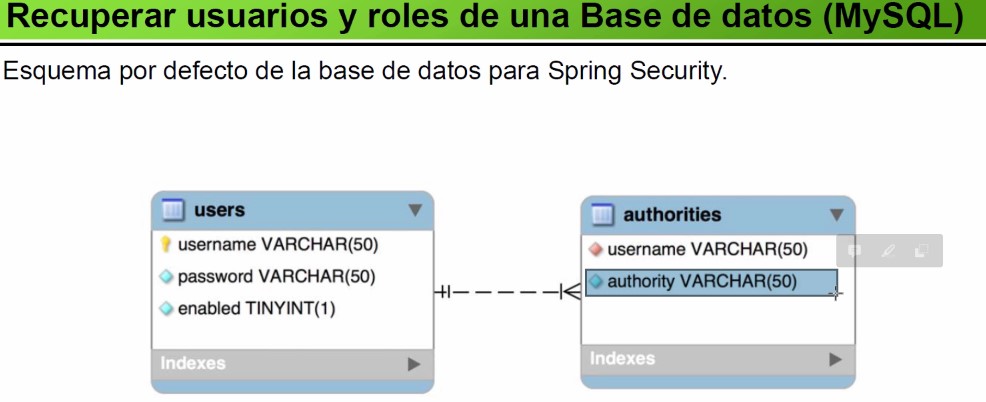 Recuperar usuarios y roles de una Base de datos (MySQL)
Esquema por defecto de la base de datos para Spring Security.
users
username VARCHAR(50)
password VARCHAR(50)
enabled TINYINT(1)
Indexes
authorities
username VARCHAR(50)
authority VARCHAR(50)
Indexes